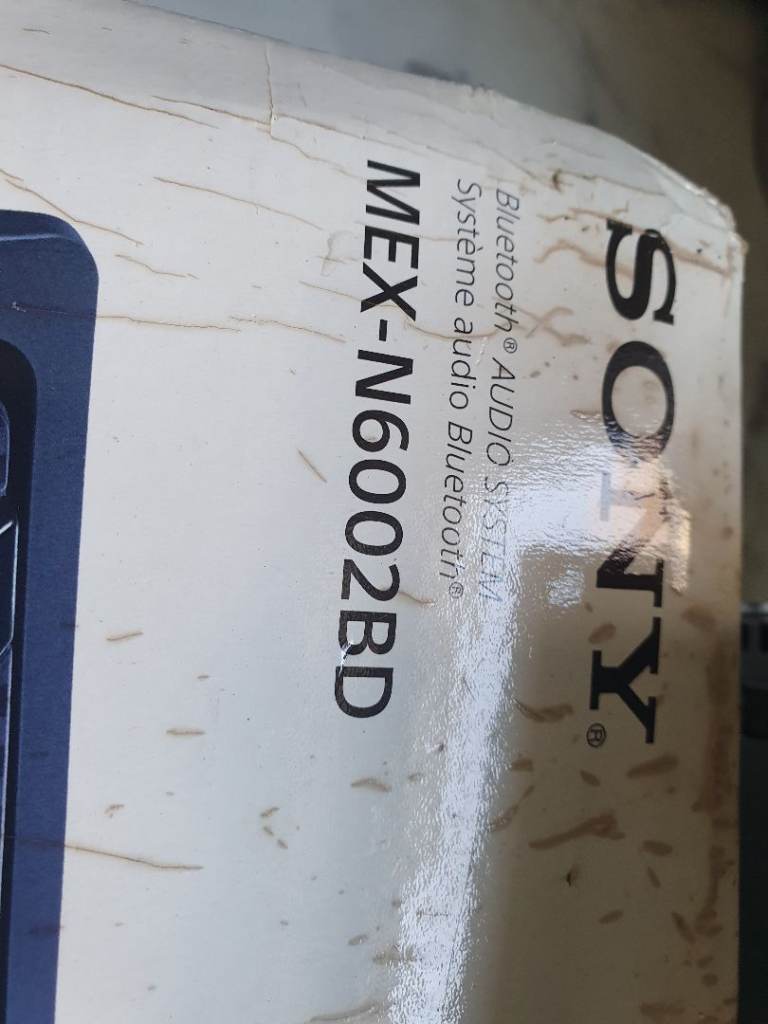 SONY®
Bluetooth® AUDIO SYSTEM
Système audio Bluetooth®
MEX-N6002BD